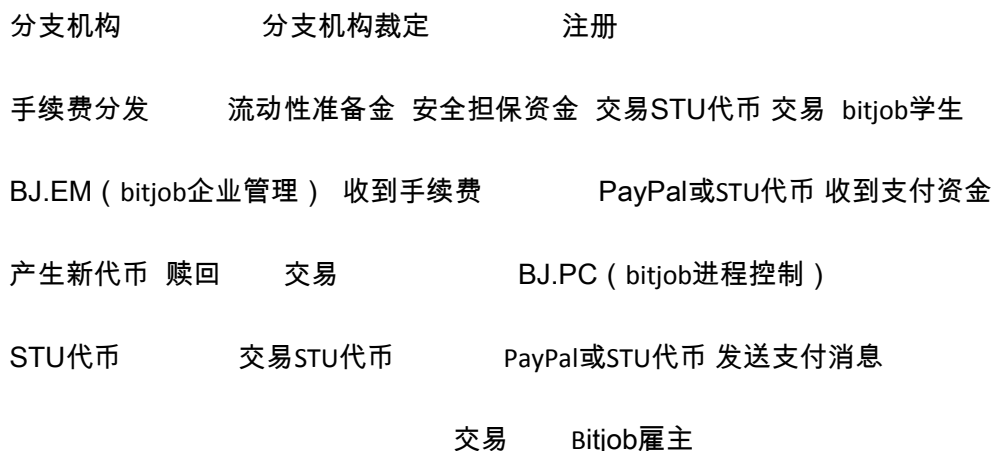 分支机构 分支机构裁定 注册
手续费分发 流动性准备金 安全担保资金 交易STU代币 交易 bitjob学生
BJ.EM（bitjob企业管理） 收到手续费 PayPal或STU代币 收到支付资金
产生新代币 赎回 交易 BJ.PC（bitjob进程控制）
STU代币 交易STU代币 PayPal或STU代币 发送支付消息
交易 Bitjob雇主